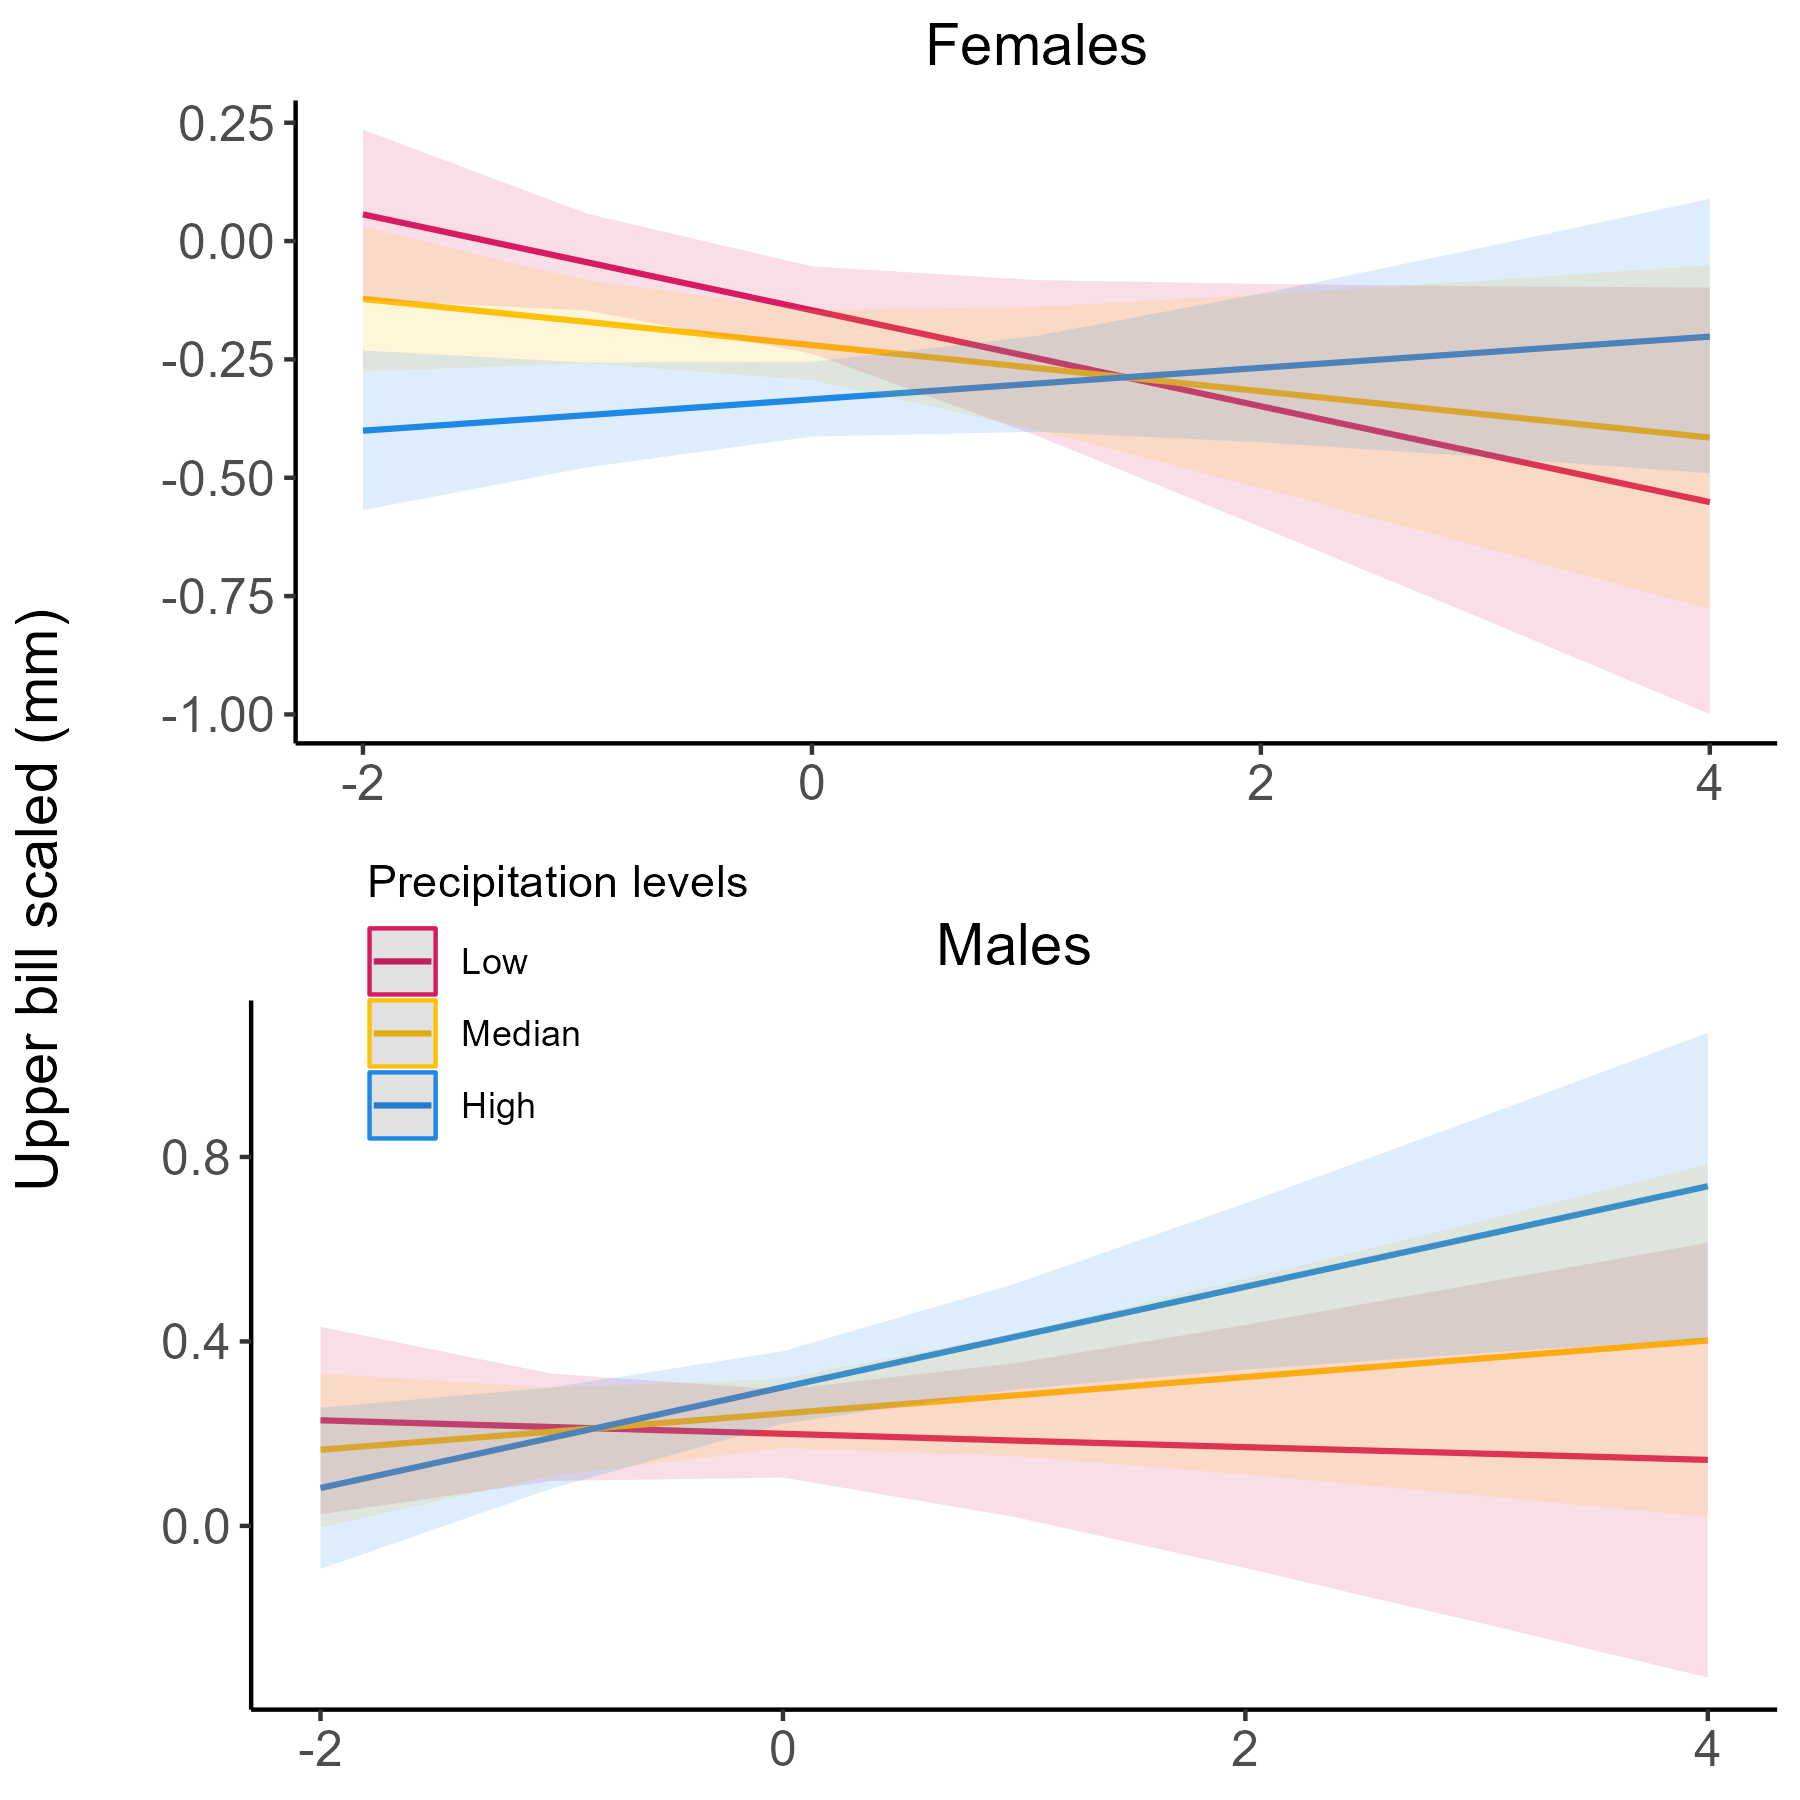 Females
0.25
0.00
-0.25
-0.50
-0.75
-1.00
-2 0 2 4
Upper bill scaled (mm)
Precipitation levels
Low
Median
High
Males
0.8
0.4
0.0
-2 0 2 4